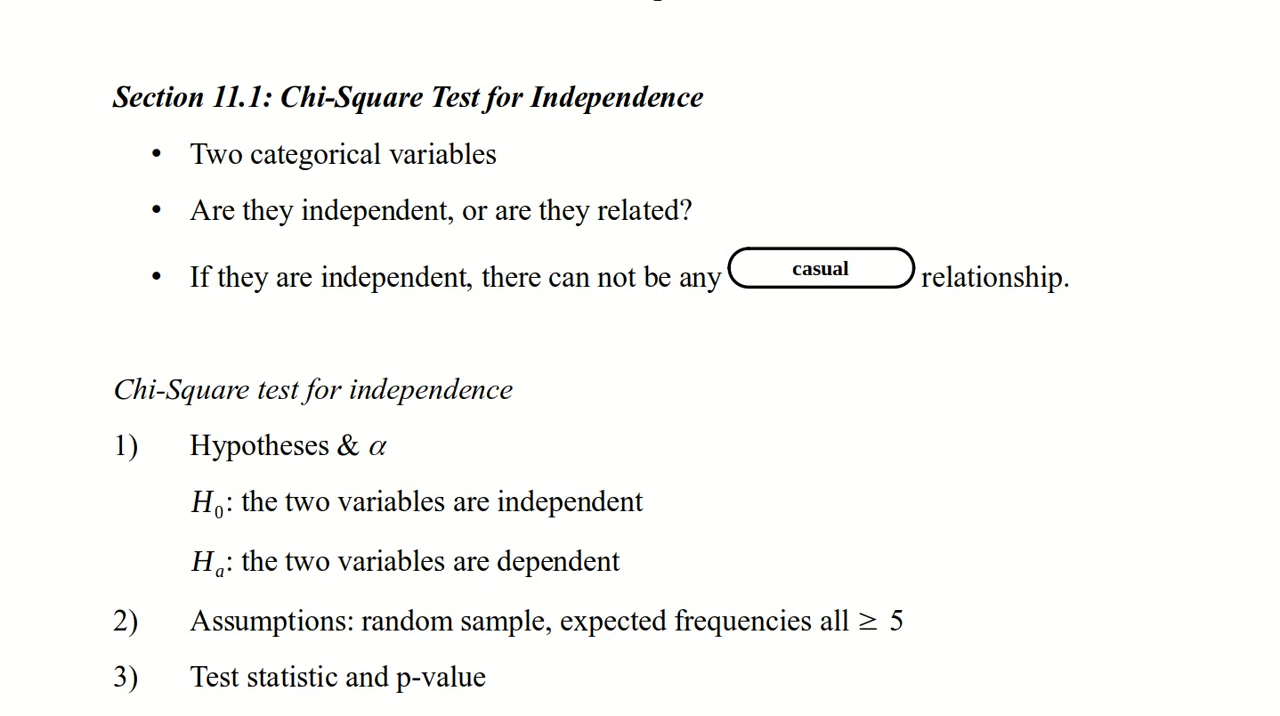 Section 11.1: Chi-Square Test for Independence
• Two categorical variables
• Are they independent, or are they related?
• If they are independent, there can not be any casual relationship.
Chi-Square test for independence
1) Hypotheses & α
H₀: the two variables are independent
Hₐ: the two variables are dependent
2) Assumptions: random sample, expected frequencies all ≥ 5
3) Test statistic and p-value